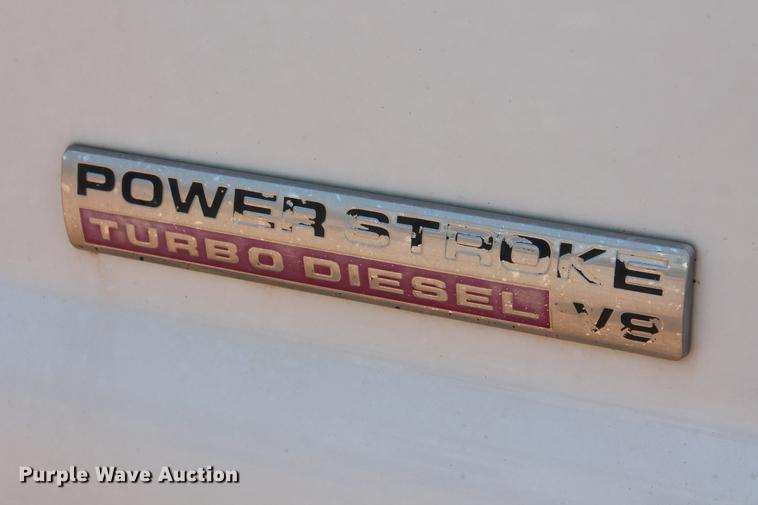 POWER STROKE
TURBO DIESEL V8
Purple Wave Auction